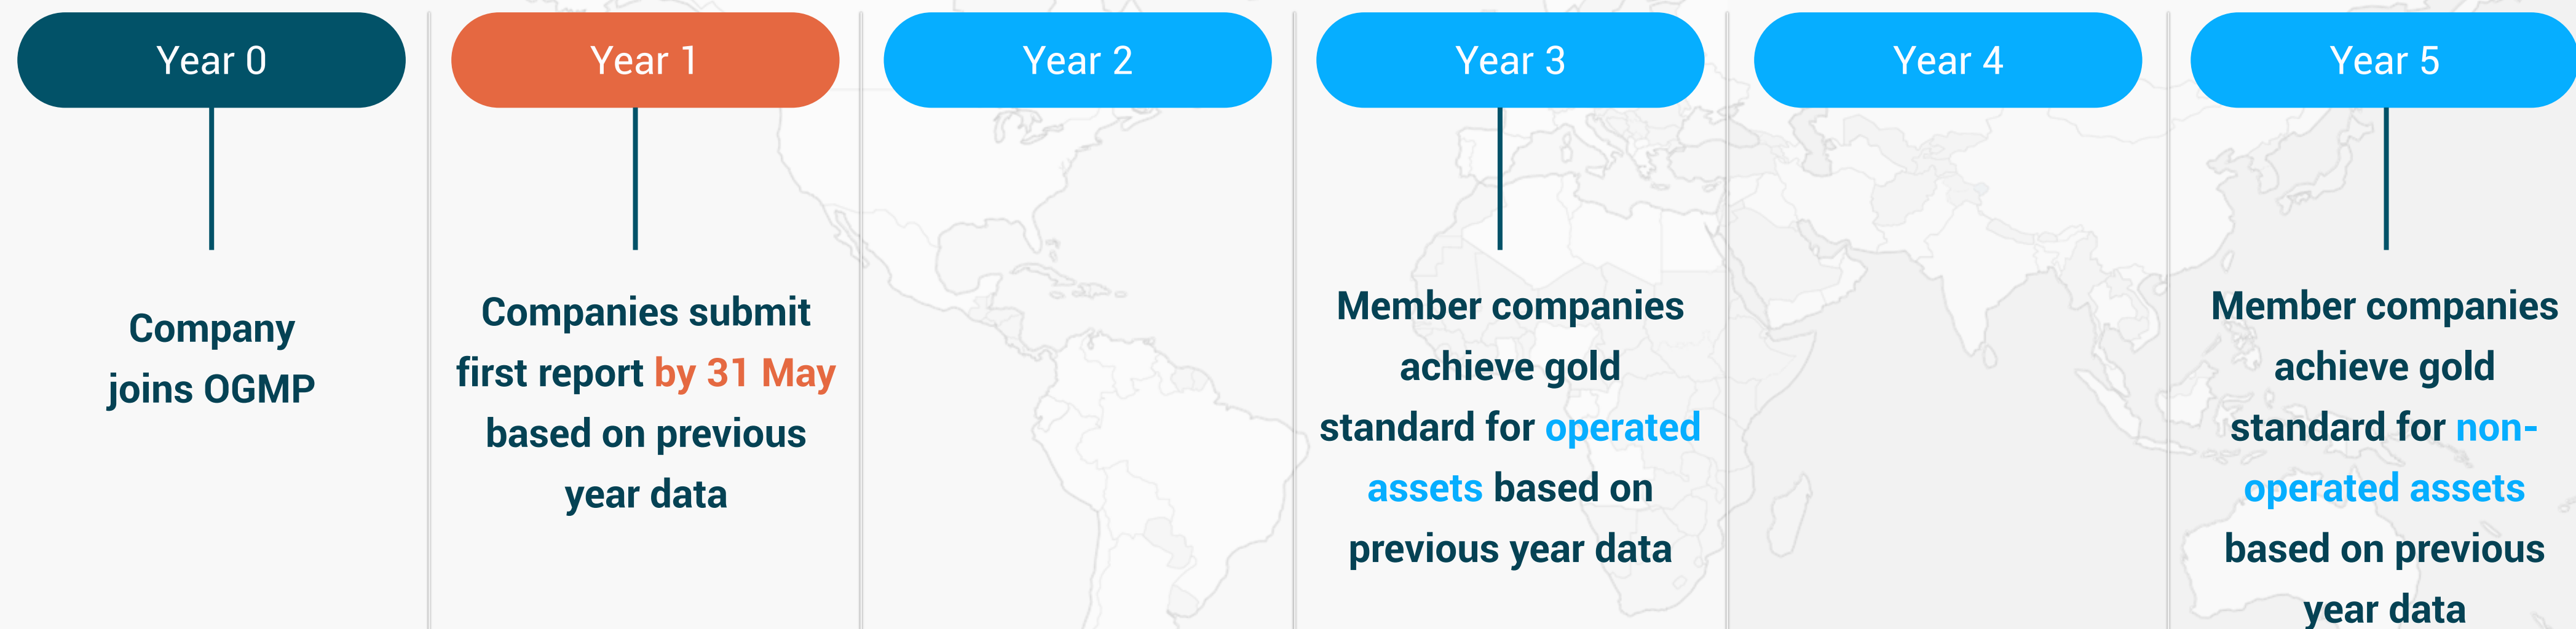 Year 0
Year 1
Year 2
Year 3
Year 4
Year 5
Company
joins OGMP
Companies submit
first report by 31 May
based on previous
year data
Member companies
achieve gold
standard for operated
assets based on
previous year data
Member companies
achieve gold
standard for non-
operated assets
based on previous
year data